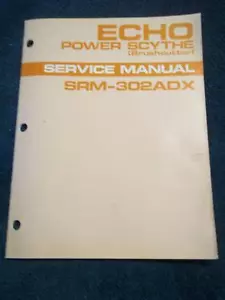 ECHO
POWER SCYTHE
(Brushcutter)
SERVICE MANUAL
SRM-302ADX